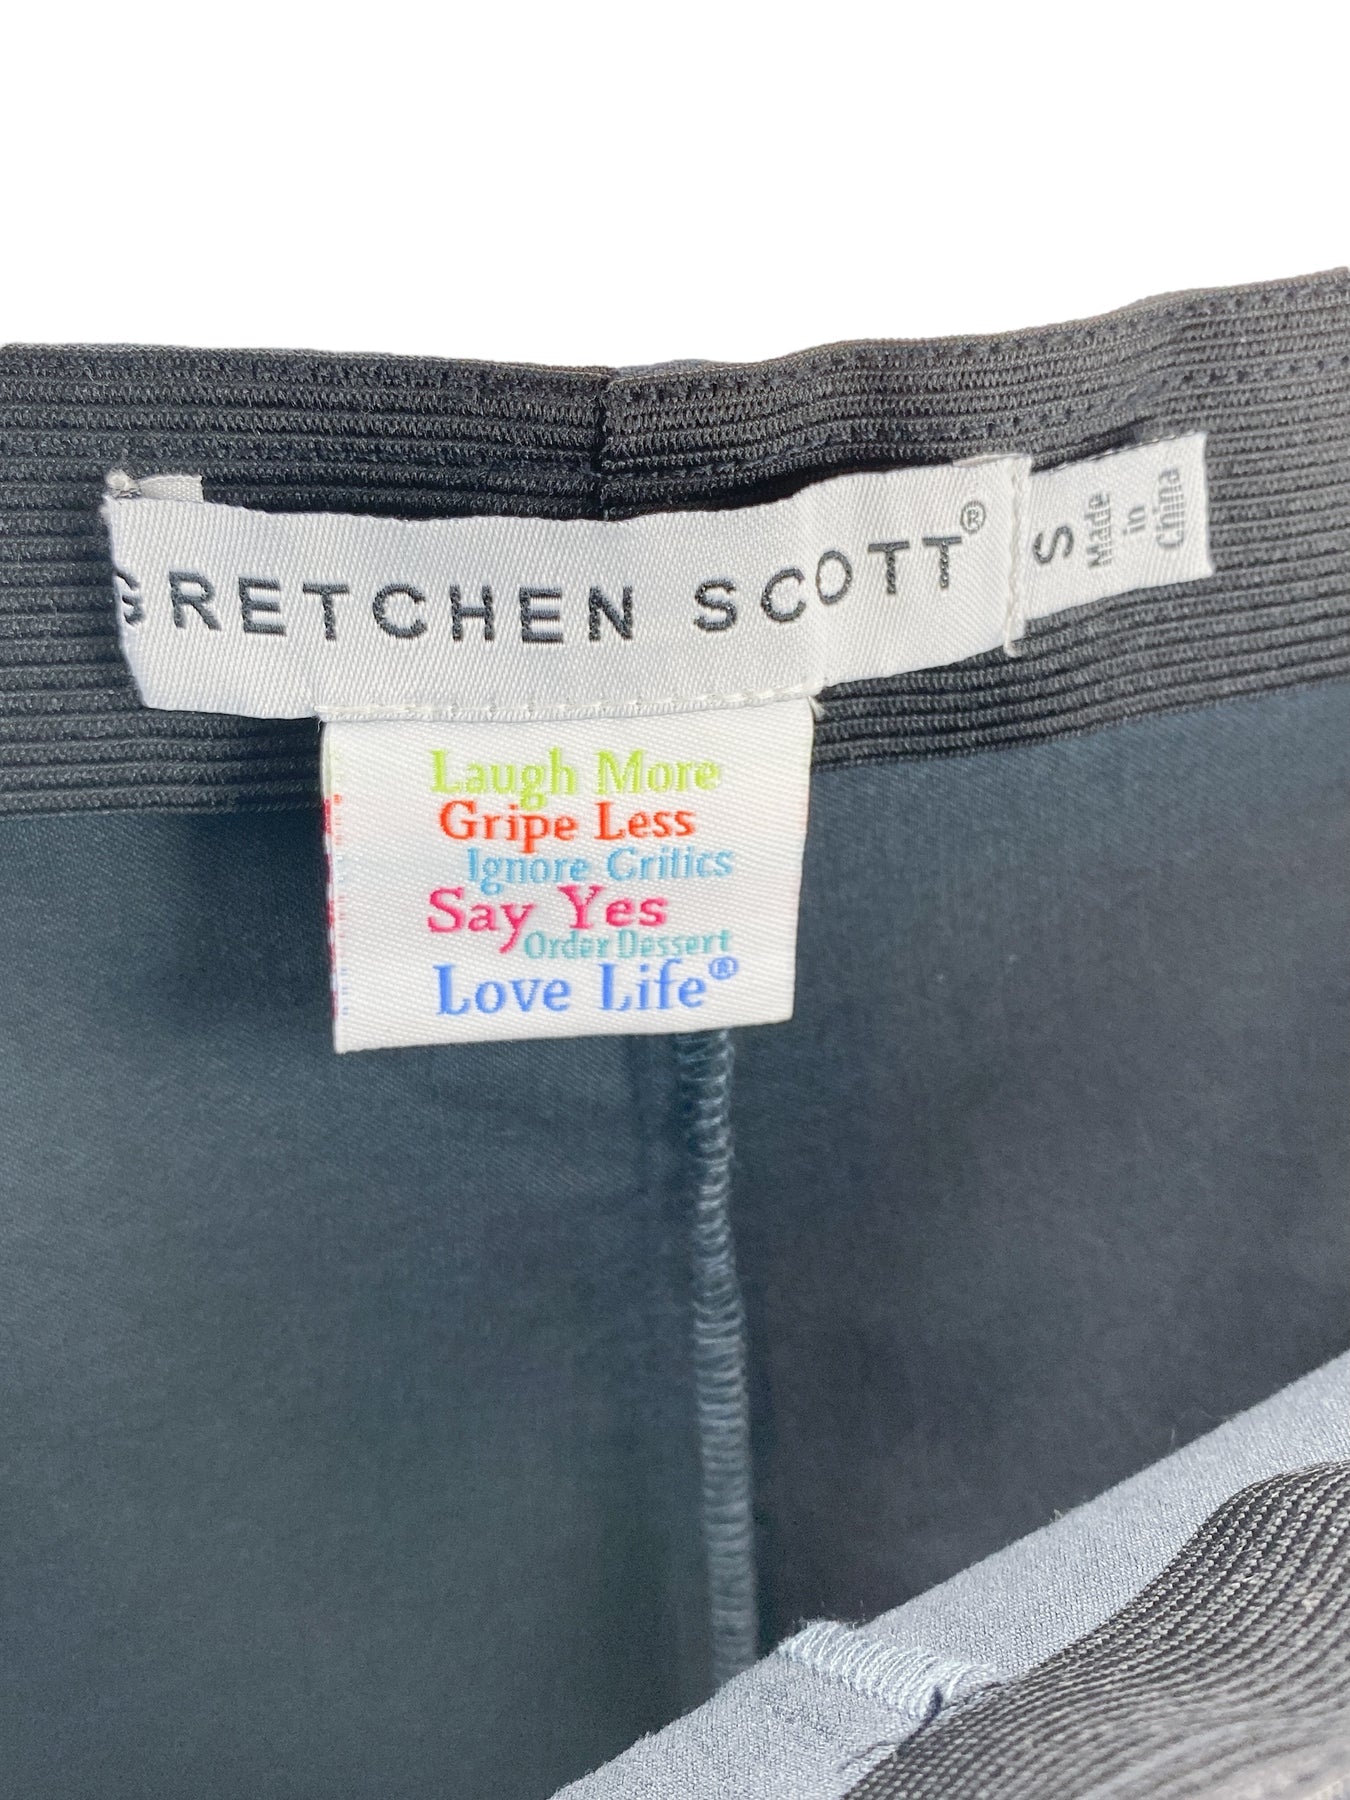 GRETCHEN SCOTT®
S
Made
in
China
Laugh More
Gripe Less
Ignore Critics
Say Yes
Order Dessert
Love Life®